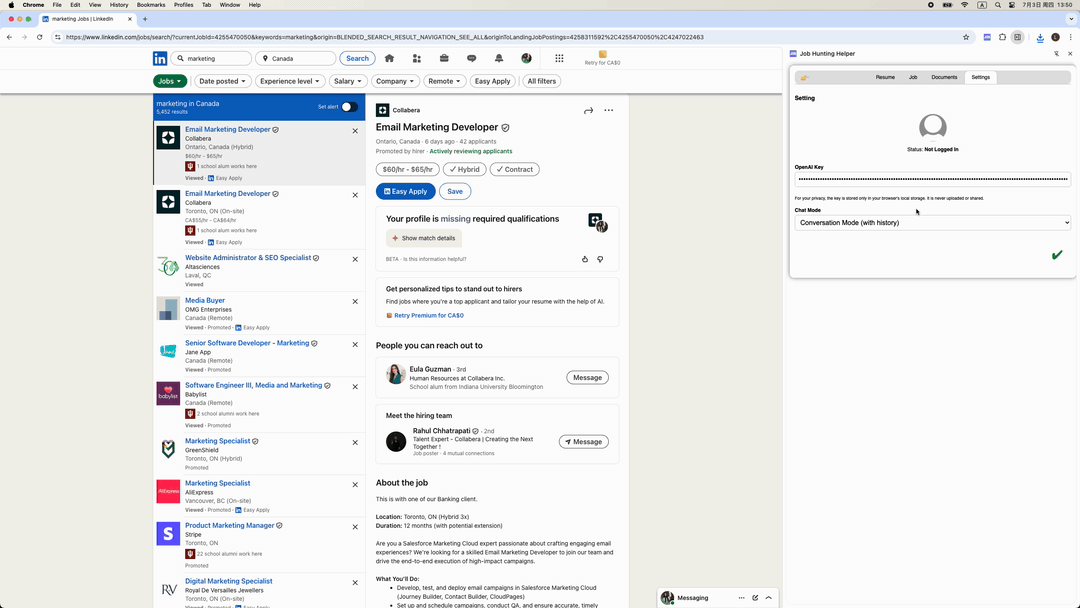 Chrome File Edit View History Bookmarks Profiles Tab Window Help
A
7月3日 周四 13:50
marketing Jobs | LinkedIn
https://www.linkedin.com/jobs/search/?currentJobId=4255470050&keywords=marketing&origin=BLENDED_SEARCH_RESULT_NAVIGATION_SEE_ALL&originToLandingJobPostings=4258311592%2C4255470050%2C4247022463
in
marketing
Canada
Search
Retry for CA$0
Jobs
Date posted
Experience level
Salary
Company
Remote
Easy Apply
All filters
marketing in Canada
5,452 results
Set alert
Email Marketing Developer
Collabera
Ontario, Canada (Hybrid)
$60/hr - $65/hr
1 school alum works here
Viewed · Easy Apply
Email Marketing Developer
Collabera
Toronto, ON (On-site)
CA$55/hr - CA$64/hr
1 school alum works here
Viewed · Easy Apply
Website Administrator & SEO Specialist
Altasciences
Laval, QC
Viewed
Media Buyer
OMG Enterprises
Canada (Remote)
Viewed · Promoted · Easy Apply
Senior Software Developer - Marketing
Jane App
Canada (Remote)
Viewed · Promoted
Software Engineer III, Media and Marketing
babylist
Babylist
Canada (Remote)
2 school alumni work here
Viewed · Promoted
Marketing Specialist
GreenShield
Toronto, ON (Hybrid)
Promoted
Marketing Specialist
AliExpress
AliExpress
Vancouver, BC (On-site)
Viewed · Promoted · Easy Apply
Product Marketing Manager
S
Stripe
Toronto, ON
22 school alumni work here
Promoted
Digital Marketing Specialist
RV
Royal De Versailles Jewellers
Viewed · Promoted · Easy Apply
Collabera
Email Marketing Developer
Ontario, Canada · 6 days ago · 42 applicants
Promoted by hirer · Actively reviewing applicants
$60/hr - $65/hr
Hybrid
Contract
Easy Apply
Save
Your profile is missing required qualifications
Show match details
BETA · Is this information helpful?
Get personalized tips to stand out to hirers
Find jobs where you're a top applicant and tailor your resume with the help of AI.
Retry Premium for CA$0
People you can reach out to
Eula Guzman · 3rd
Human Resources at Collabera Inc.
School alum from Indiana University Bloomington
Message
Meet the hiring team
Rahul Chhatrapati · 2nd
Talent Expert - Collabera | Creating the Next
Together !
Job poster · 4 mutual connections
Message
About the job
This is with one of our Banking client.
Location: Toronto, ON (Hybrid 3x)
Duration: 12 months (with potential extension)
Are you a Salesforce Marketing Cloud expert passionate about crafting engaging email
experiences? We're looking for a skilled Email Marketing Developer to join our team and
drive the end-to-end execution of high-impact campaigns.
What You'll Do:
Develop, test, and deploy email campaigns in Salesforce Marketing Cloud
(Journey Builder, Contact Builder, CloudPages)
Set up and schedule campaigns, conduct QA, and ensure accurate, timely
Messaging
Job Hunting Helper
Resume
Job
Documents
Settings
Setting
Status: Not Logged In
OpenAI Key
For your privacy, the key is stored only in your browser's local storage. It is never uploaded or shared.
Chat Mode
Conversation Mode (with history)